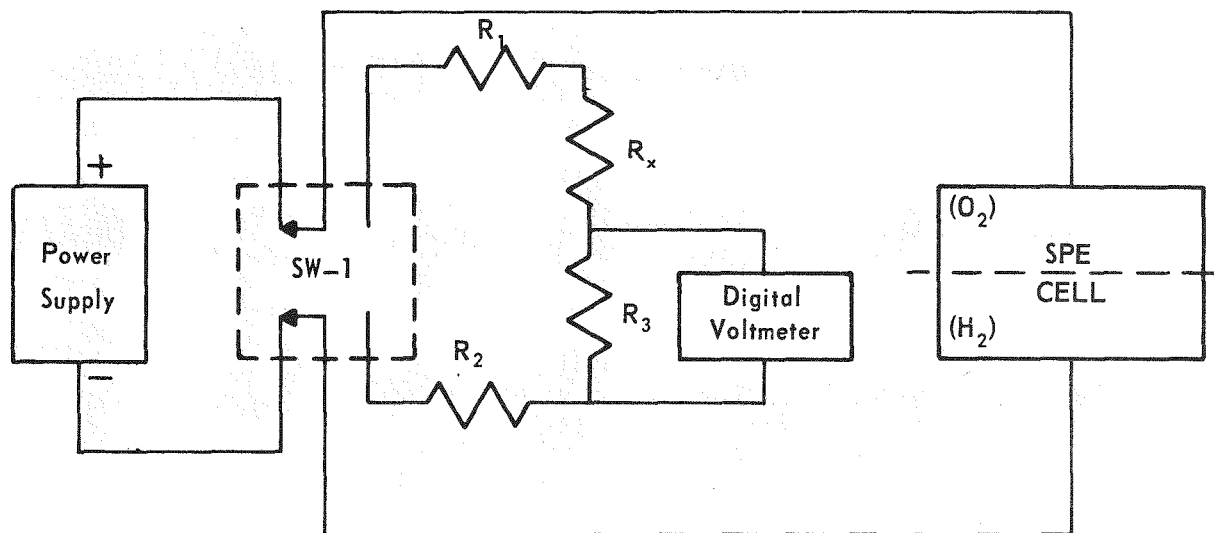 R₁
+
Rₓ
Power
Supply
−
SW-1
R₃
R₂
Digital
Voltmeter
(O₂)
SPE
CELL
(H₂)